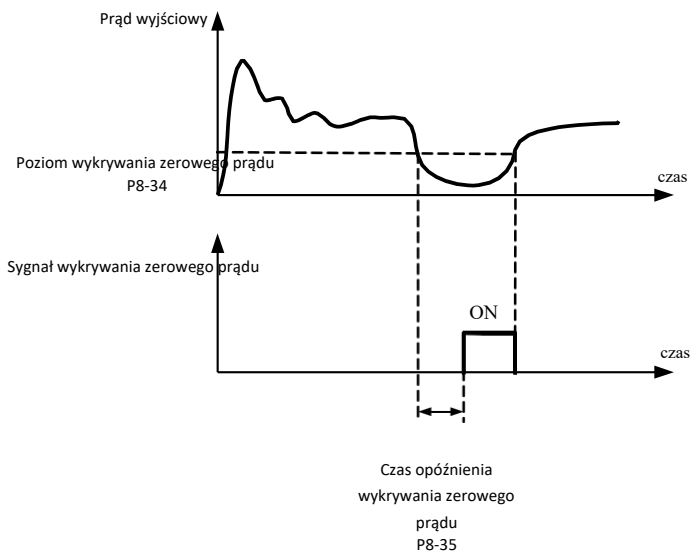 Prąd wyjściowy
Poziom wykrywania zerowego prądu
P8-34
czas
Sygnał wykrywania zerowego prądu
ON
czas
Czas opóźnienia
wykrywania zerowego
prądu
P8-35